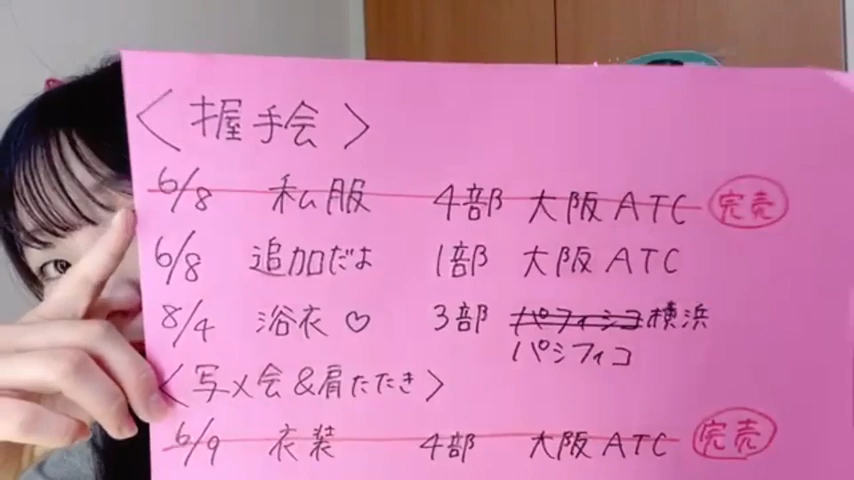 ＜握手会＞
6/8 私服 4部 大阪ATC 完売
6/8 追加だよ 1部 大阪ATC
8/4 浴衣♡ 3部 パフィシコ横浜
パシフィコ
＜写メ会&肩たたき＞
6/9 衣装 4部 大阪ATC 完売